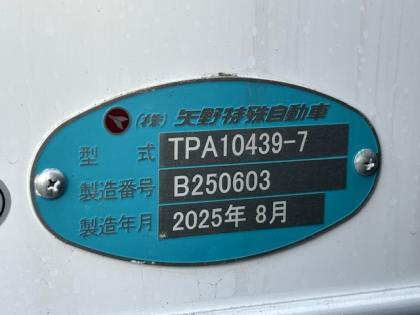 (株) 矢野特殊自動車
型 式 TPA10439-7
製造番号 B250603
製造年月 2025年 8月